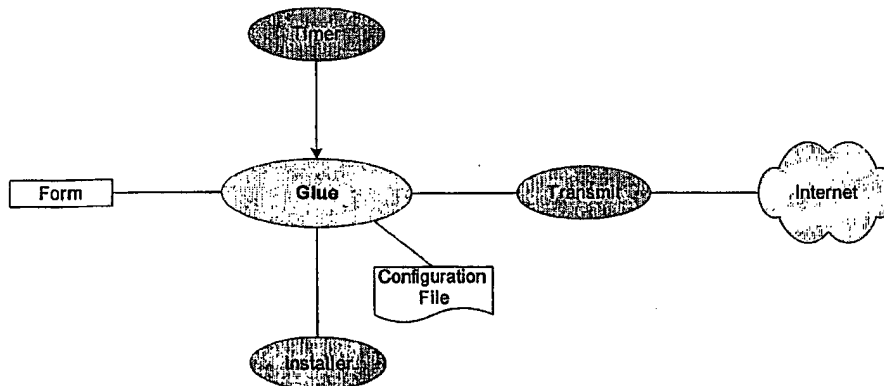 Timer
Form
Glue
Transmit
Internet
Configuration
File
Installer